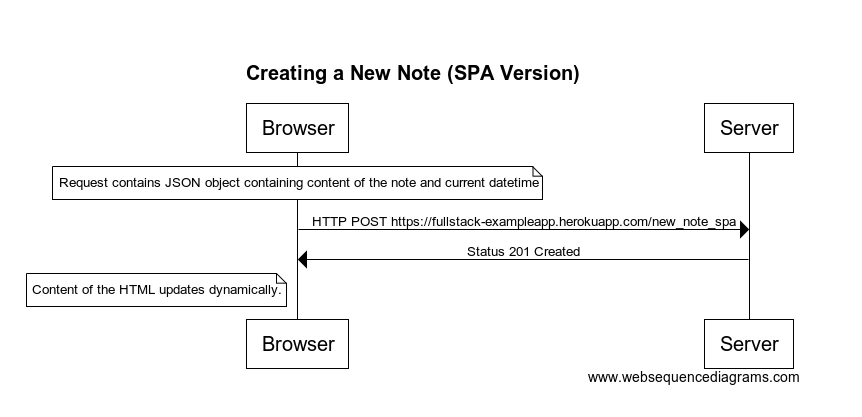 Creating a New Note (SPA Version)
Browser
Server
Request contains JSON object containing content of the note and current datetime
HTTP POST https://fullstack-exampleapp.herokuapp.com/new_note_spa
Status 201 Created
Content of the HTML updates dynamically.
Browser
Server
www.websequencediagrams.com